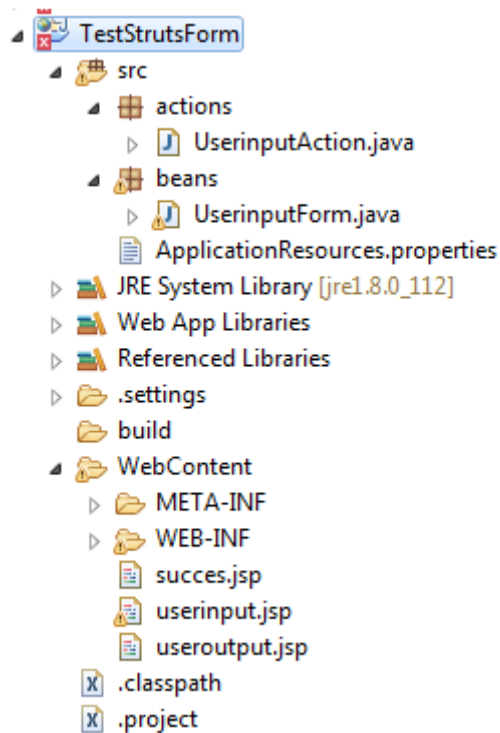 TestStrutsForm
src
actions
UserinputAction.java
beans
UserinputForm.java
ApplicationResources.properties
JRE System Library [jre1.8.0_112]
Web App Libraries
Referenced Libraries
.settings
build
WebContent
META-INF
WEB-INF
succes.jsp
userinput.jsp
useroutput.jsp
.classpath
.project